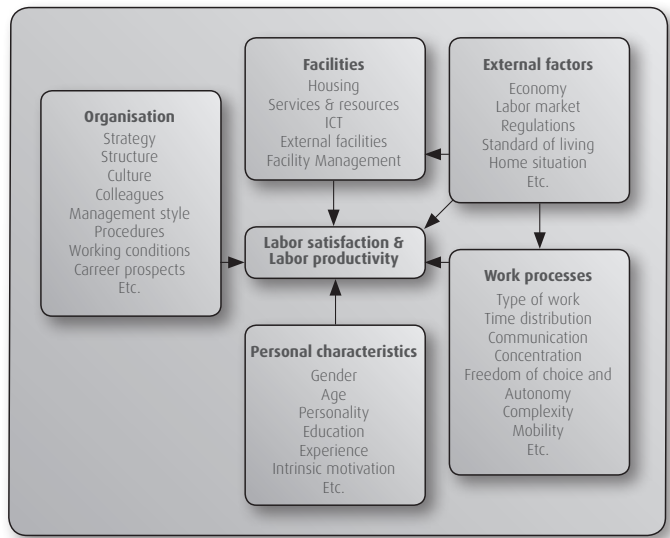 Organisation
Strategy
Structure
Culture
Colleagues
Management style
Procedures
Working conditions
Carreer prospects
Etc.
Facilities
Housing
Services & resources
ICT
External facilities
Facility Management
External factors
Economy
Labor market
Regulations
Standard of living
Home situation
Etc.
Labor satisfaction &
Labor productivity
Personal characteristics
Gender
Age
Personality
Education
Experience
Intrinsic motivation
Etc.
Work processes
Type of work
Time distribution
Communication
Concentration
Freedom of choice and
Autonomy
Complexity
Mobility
Etc.